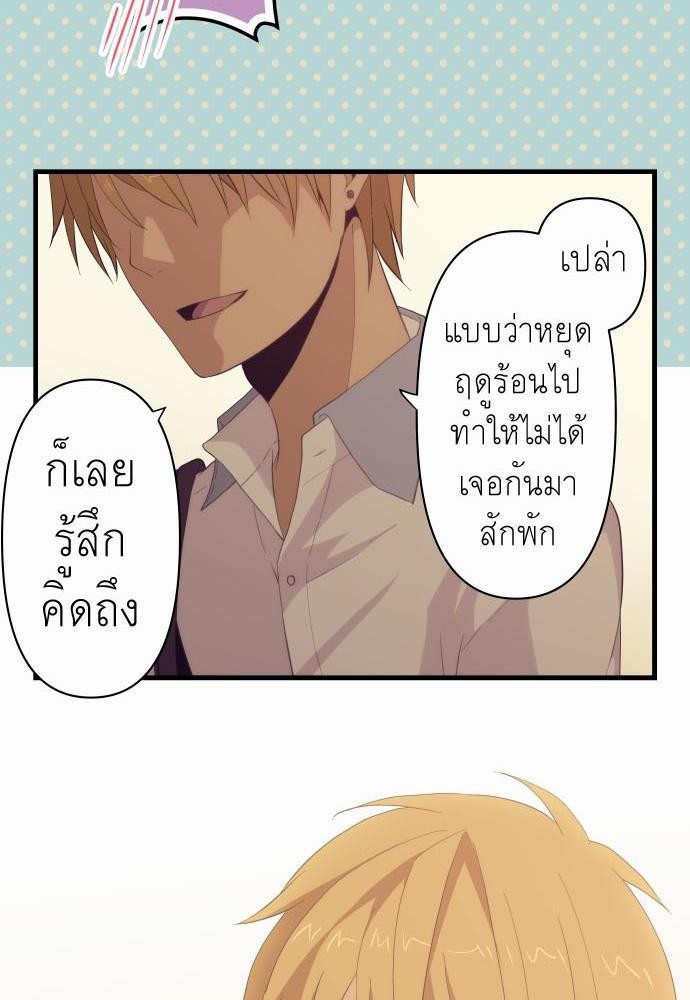 เปล่า
แบบว่าหยุด
ฤดูร้อนไป
ทำให้ไม่ได้
เจอกันมา
สักพัก
ก็เลย
รู้สึก
คิดถึง